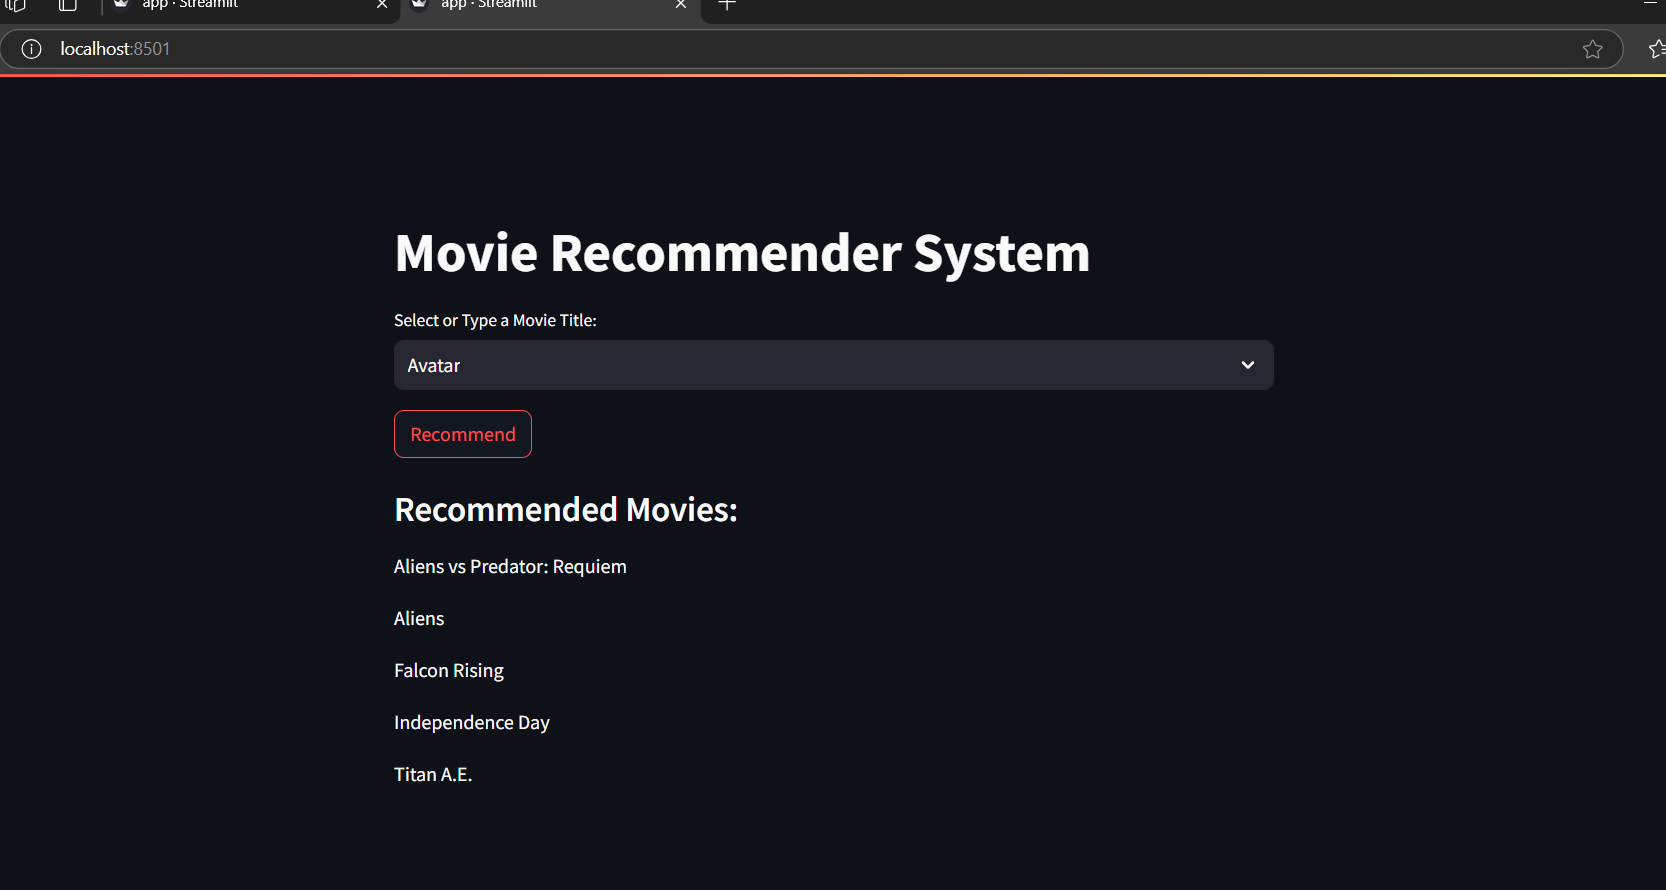 app · Streamlit
app · Streamlit
localhost:8501
Movie Recommender System
Select or Type a Movie Title:
Avatar
Recommend
Recommended Movies:
Aliens vs Predator: Requiem
Aliens
Falcon Rising
Independence Day
Titan A.E.